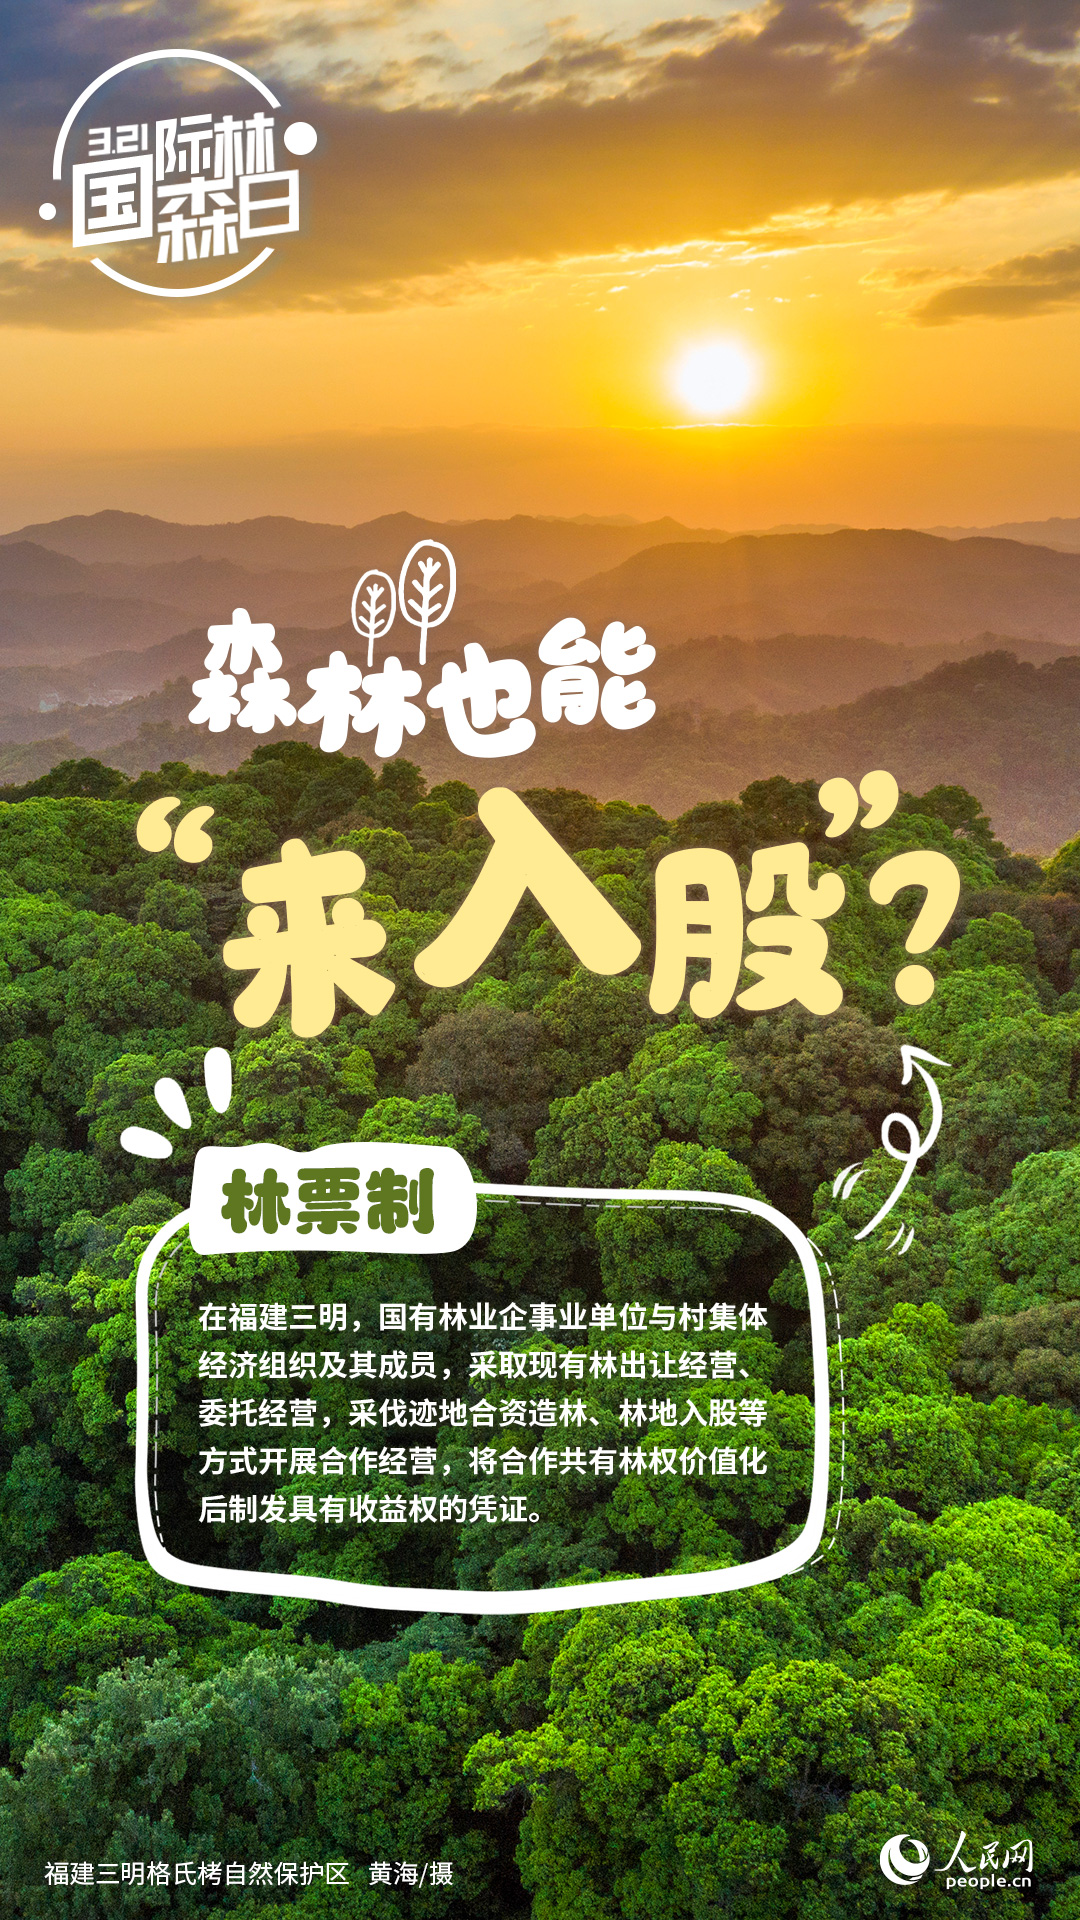 3.21
国际森林日
森林也能
“来入股”?
林票制
在福建三明，国有林业企事业单位与村集体
经济组织及其成员，采取现有林出让经营、
委托经营，采伐迹地合资造林、林地入股等
方式开展合作经营，将合作共有林权价值化
后制发具有收益权的凭证。
福建三明格氏栲自然保护区 黄海/摄
人民网
people.cn